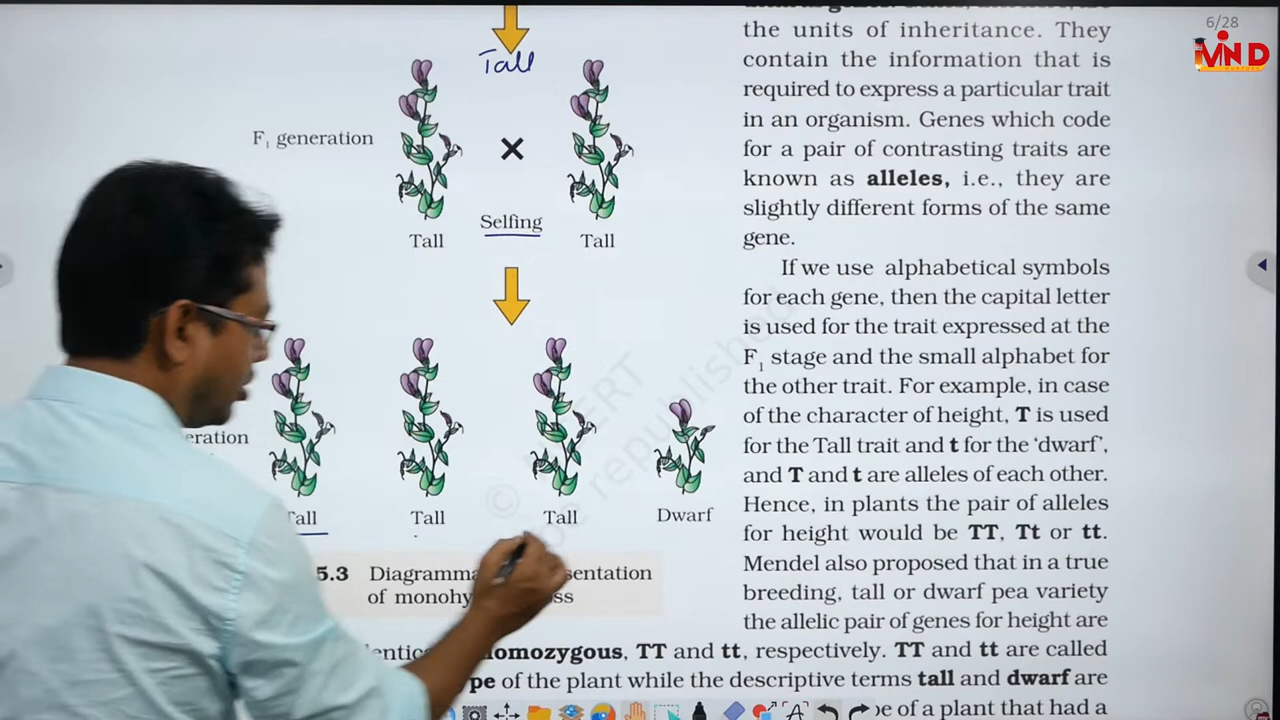 6/28
MIND
Tall
F₁ generation
Selfing
Tall
Tall
eration
Tall
Tall
Tall
Dwarf
5.3 Diagramma sentation
of monohy ss
the units of inheritance. They
contain the information that is
required to express a particular trait
in an organism. Genes which code
for a pair of contrasting traits are
known as alleles, i.e., they are
slightly different forms of the same
gene.
If we use alphabetical symbols
for each gene, then the capital letter
is used for the trait expressed at the
F₁ stage and the small alphabet for
the other trait. For example, in case
of the character of height, T is used
for the Tall trait and t for the ‘dwarf’,
and T and t are alleles of each other.
Hence, in plants the pair of alleles
for height would be TT, Tt or tt.
Mendel also proposed that in a true
breeding, tall or dwarf pea variety
the allelic pair of genes for height are
entic omozygous, TT and tt, respectively. TT and tt are called
pe of the plant while the descriptive terms tall and dwarf are
pe of a plant that had a